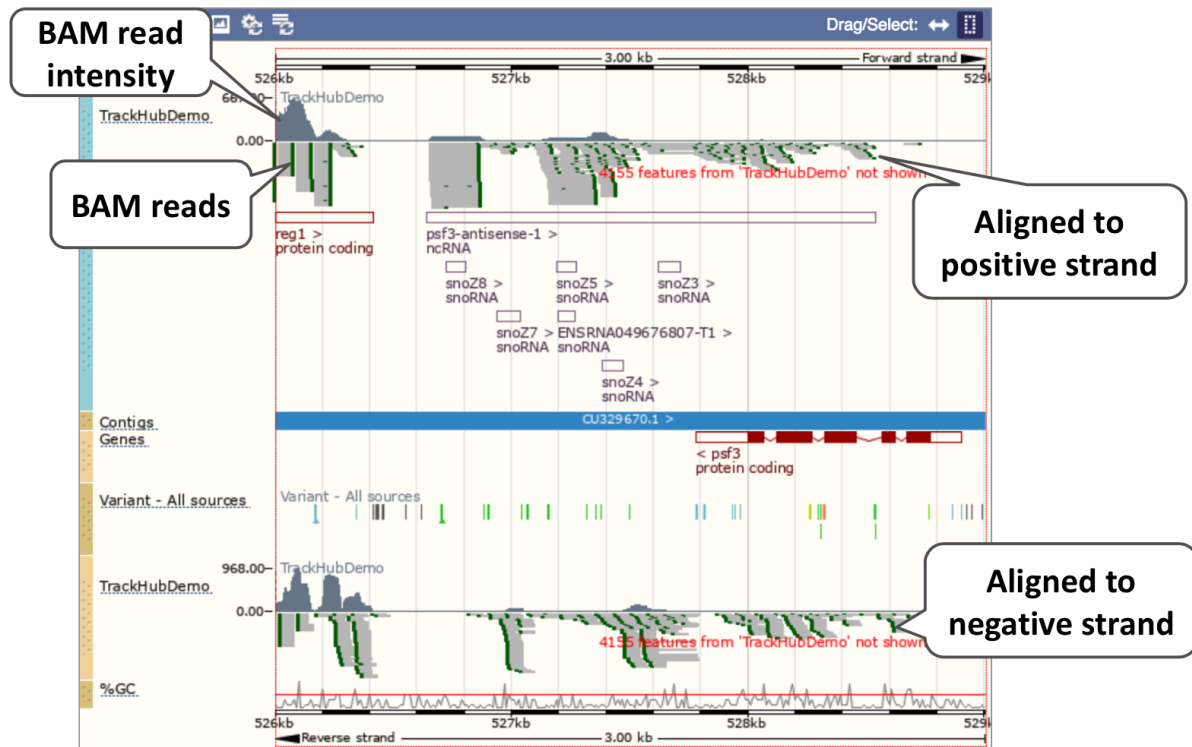 BAM read
intensity
Drag/Select:
3.00 kb
Forward strand
526kb
527kb
528kb
TrackHubDemo
TrackHubDemo
0.00
BAM reads
4155 features from 'TrackHubDemo' not shown
Aligned to
positive strand
reg1 >
protein coding
psf3-antisense-1 >
ncRNA
snoZ8 >
snoRNA
snoZ5 >
snoRNA
snoZ3 >
snoRNA
snoZ7 >
snoRNA
ENSRNA049676807-T1 >
snoRNA
snoZ4 >
snoRNA
Contigs
CU329670.1 >
Genes
< psf3
protein coding
Variant - All sources
Variant - All sources
968.00
TrackHubDemo
TrackHubDemo
0.00
Aligned to
negative strand
4155 features from 'TrackHubDemo' not shown
%GC
526kb
527kb
528kb
Reverse strand
3.00 kb